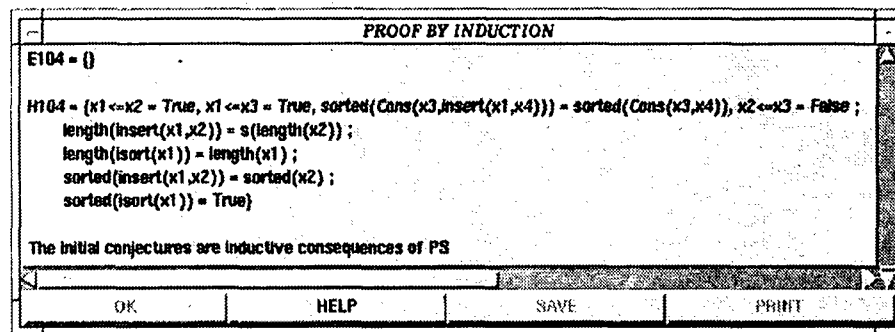 PROOF BY INDUCTION
E104 = {}
H104 = {x1<=x2 = True, x1<=x3 = True, sorted(Cons(x3,insert(x1,x4))) = sorted(Cons(x3,x4)), x2<=x3 = False ;
length(insert(x1,x2)) = s(length(x2)) ;
length(isort(x1)) = length(x1) ;
sorted(insert(x1,x2)) = sorted(x2) ;
sorted(isort(x1)) = True}
The initial conjectures are inductive consequences of PS
OK HELP SAVE PRINT